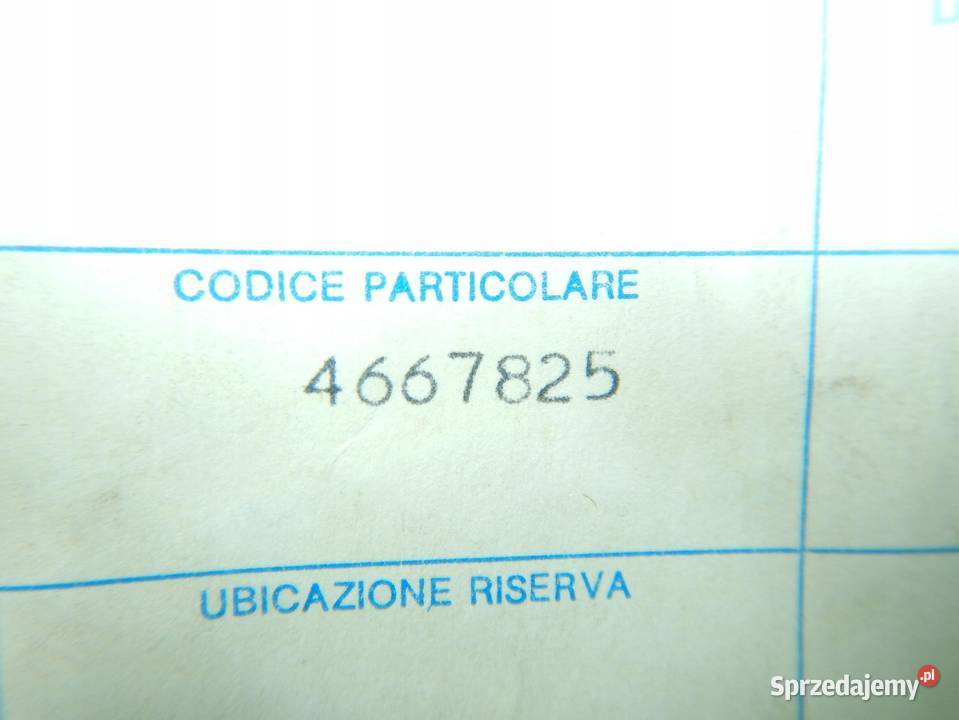 CODICE PARTICOLARE
4667825
UBICAZIONE RISERVA
Sprzedajemy.pl